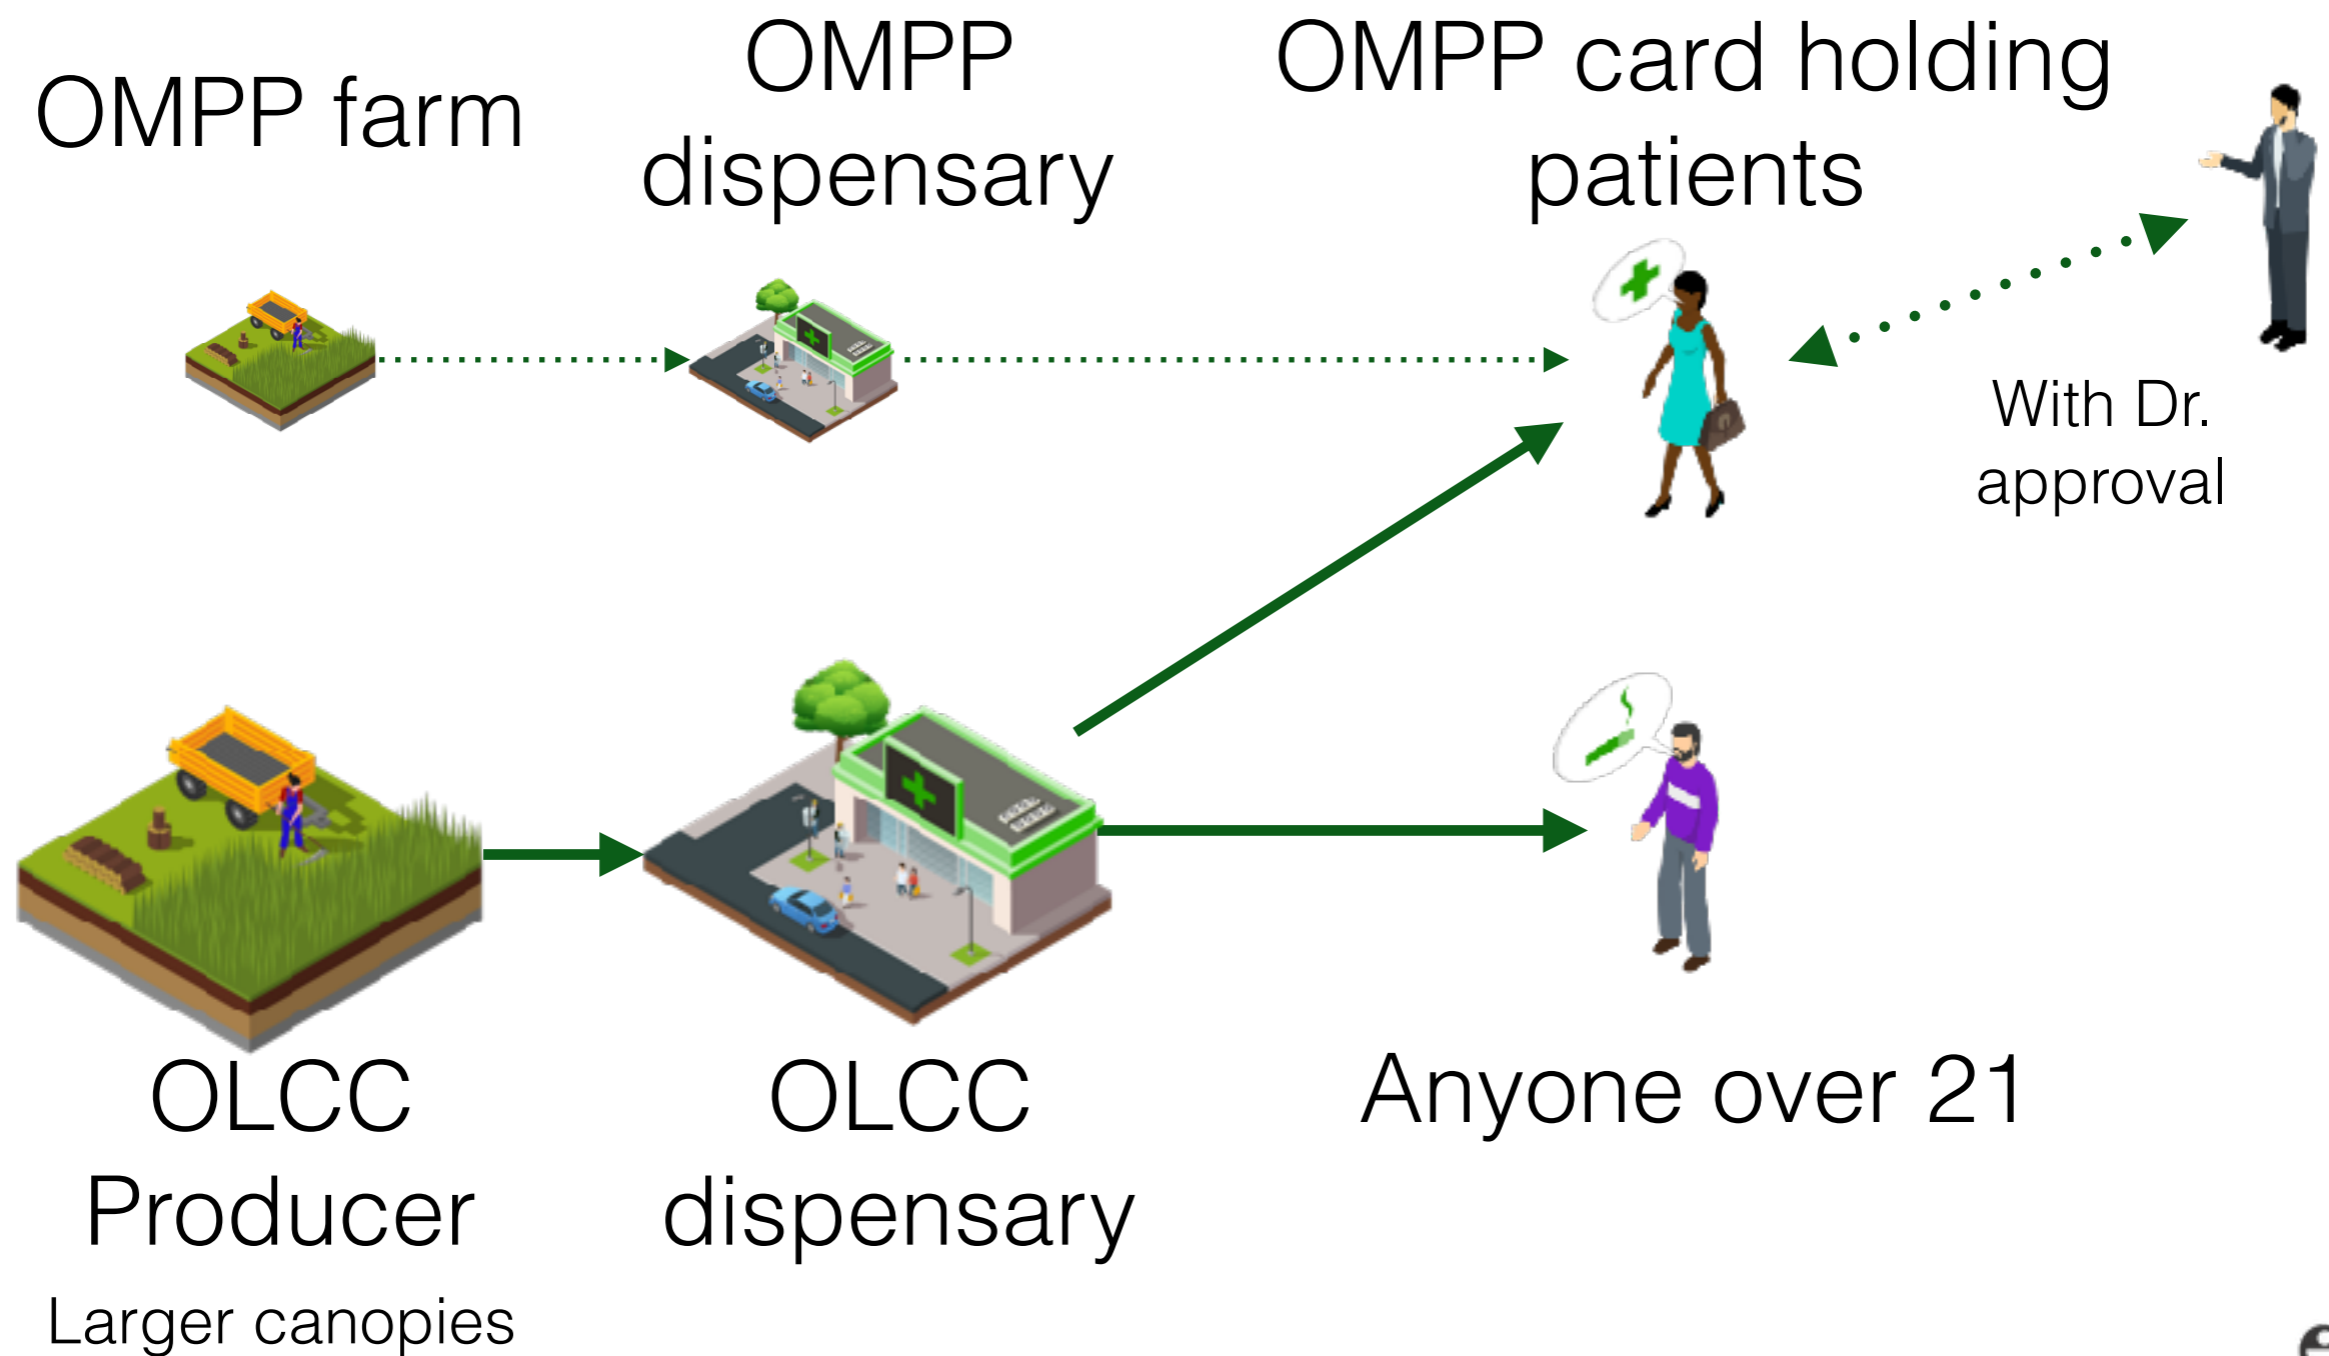 OMPP farm
OMPP
dispensary
OMPP card holding
patients
With Dr.
approval
OLCC
Producer
Larger canopies
OLCC
dispensary
Anyone over 21